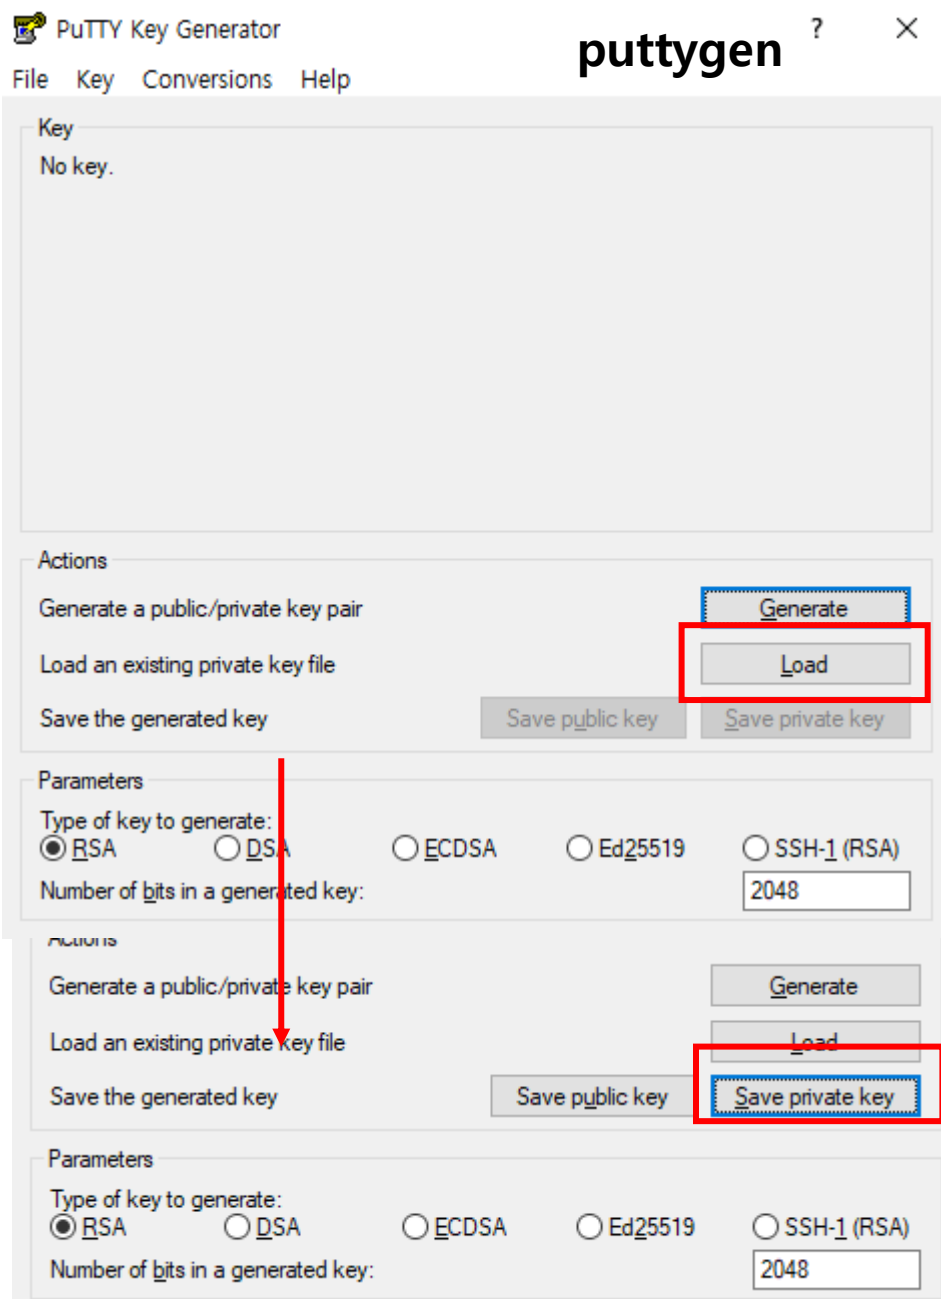 PuTTY Key Generator
puttygen
?
File Key Conversions Help
Key
No key.
Actions
Generate a public/private key pair Generate
Load an existing private key file Load
Save the generated key Save public key Save private key
Parameters
Type of key to generate:
RSA DSA ECDSA Ed25519 SSH-1 (RSA)
Number of bits in a generated key: 2048
Actions
Generate a public/private key pair Generate
Load an existing private key file Load
Save the generated key Save public key Save private key
Parameters
Type of key to generate:
RSA DSA ECDSA Ed25519 SSH-1 (RSA)
Number of bits in a generated key: 2048